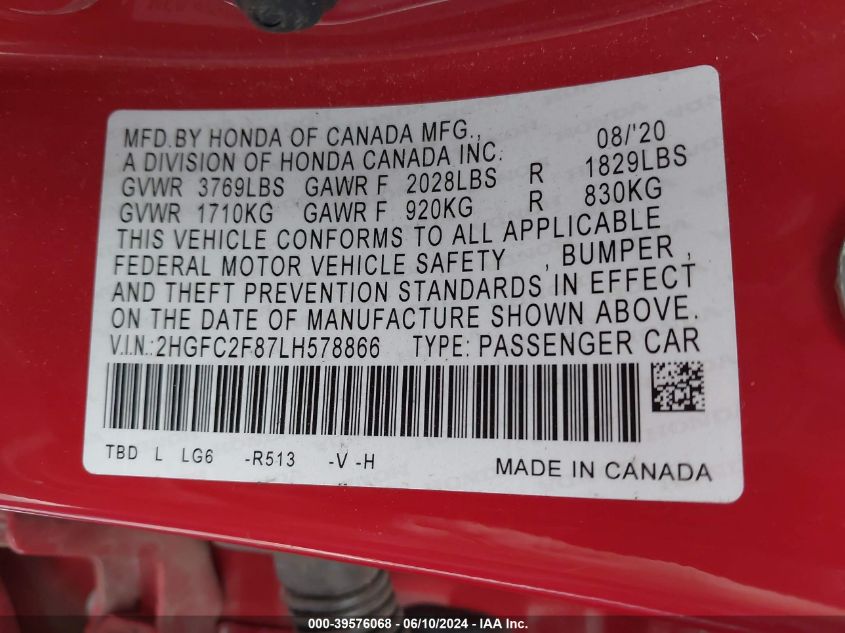 MFD.BY HONDA OF CANADA MFG., 08/'20
A DIVISION OF HONDA CANADA INC.
GVWR 3769LBS GAWR F 2028LBS R 1829LBS
GVWR 1710KG GAWR F 920KG R 830KG
THIS VEHICLE CONFORMS TO ALL APPLICABLE
FEDERAL MOTOR VEHICLE SAFETY , BUMPER ,
AND THEFT PREVENTION STANDARDS IN EFFECT
ON THE DATE OF MANUFACTURE SHOWN ABOVE.
V.I.N.:2HGFC2F87LH578866 TYPE: PASSENGER CAR
TBD L LG6 -R513 -V -H MADE IN CANADA
000-39576068 - 06/10/2024 - IAAI, Inc.